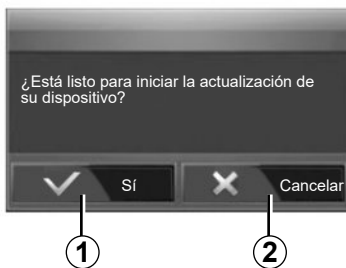 ¿Está listo para iniciar la actualización de
su dispositivo?
Sí
Cancelar
1
2